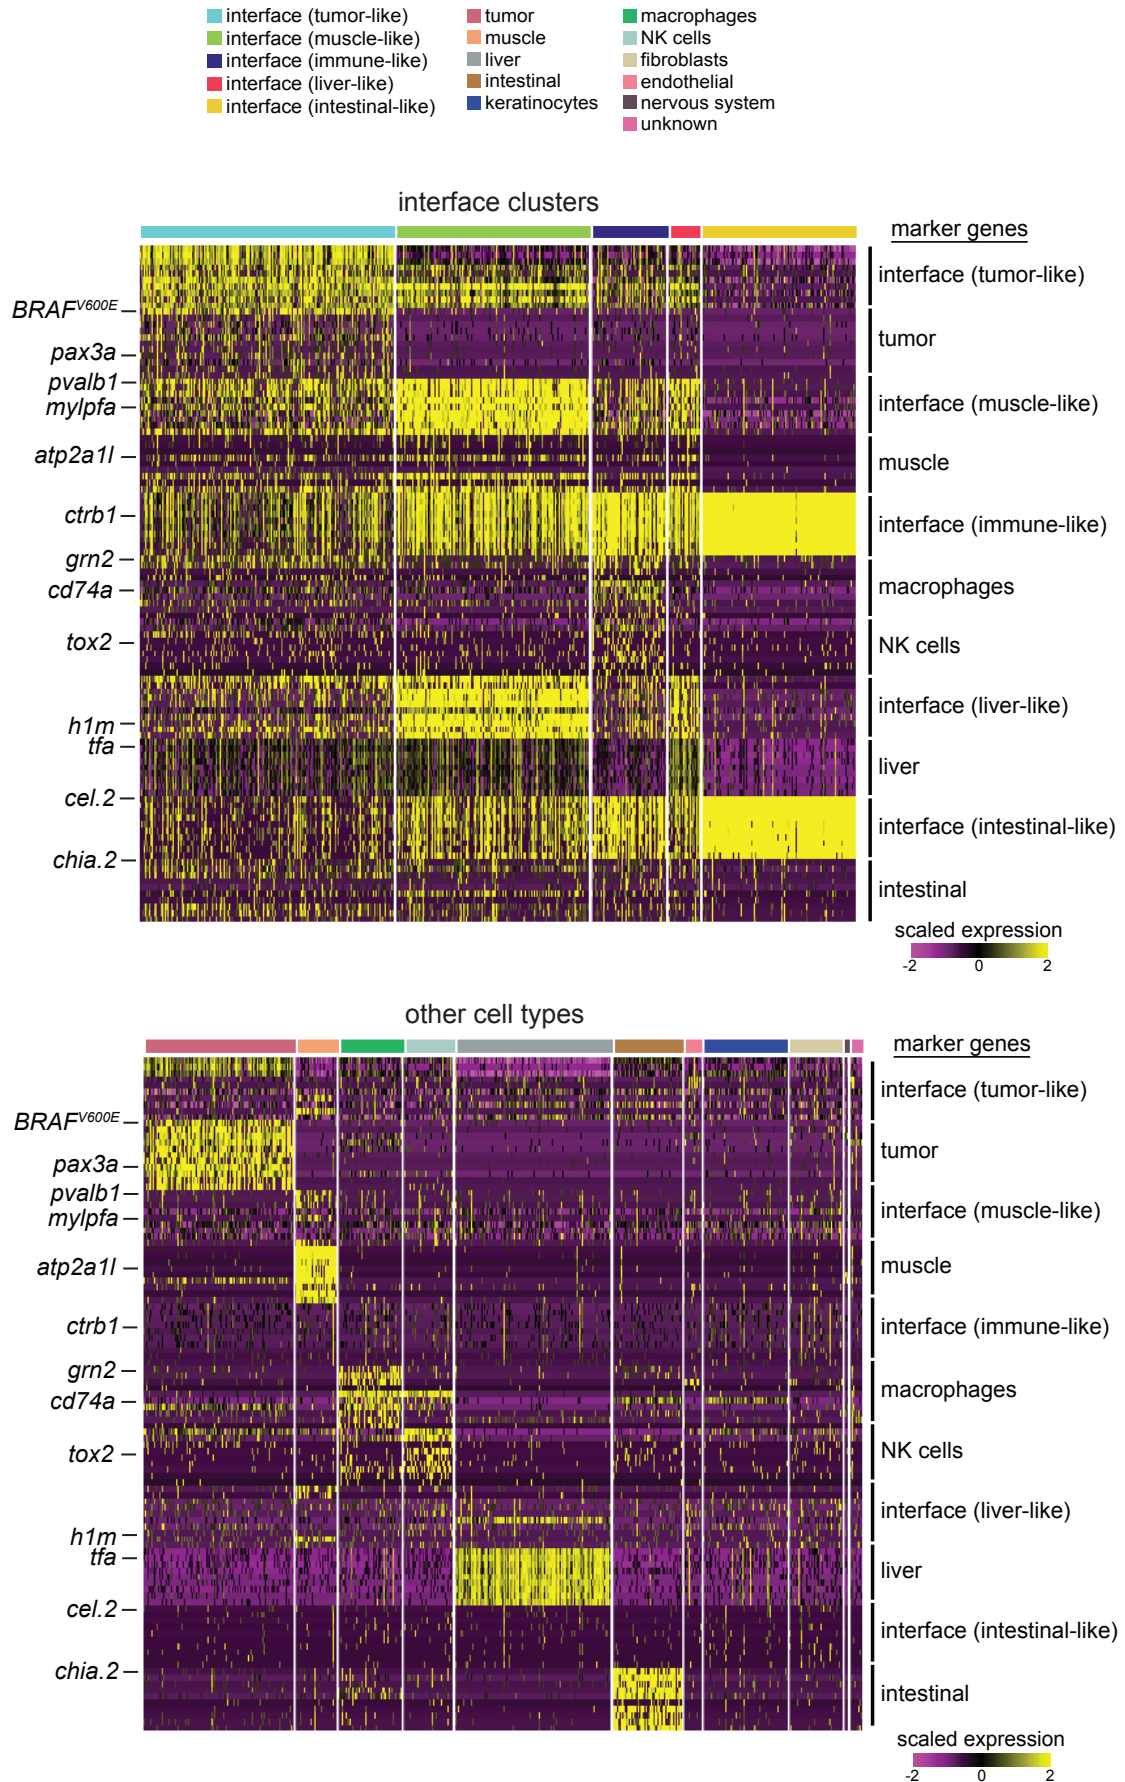 interface (tumor-like)
interface (muscle-like)
interface (immune-like)
interface (liver-like)
interface (intestinal-like)
tumor
muscle
liver
intestinal
keratinocytes
macrophages
NK cells
fibroblasts
endothelial
nervous system
unknown
interface clusters
marker genes
BRAF^V600E
pax3a
pvalb1
mylpfa
atp2a1l
ctrb1
grn2
cd74a
tox2
h1m
tfa
cel.2
chia.2
interface (tumor-like)
tumor
interface (muscle-like)
muscle
interface (immune-like)
macrophages
NK cells
interface (liver-like)
liver
interface (intestinal-like)
intestinal
scaled expression
-2 0 2
other cell types
marker genes
BRAF^V600E
pax3a
pvalb1
mylpfa
atp2a1l
ctrb1
grn2
cd74a
tox2
h1m
tfa
cel.2
chia.2
interface (tumor-like)
tumor
interface (muscle-like)
muscle
interface (immune-like)
macrophages
NK cells
interface (liver-like)
liver
interface (intestinal-like)
intestinal
scaled expression
-2 0 2